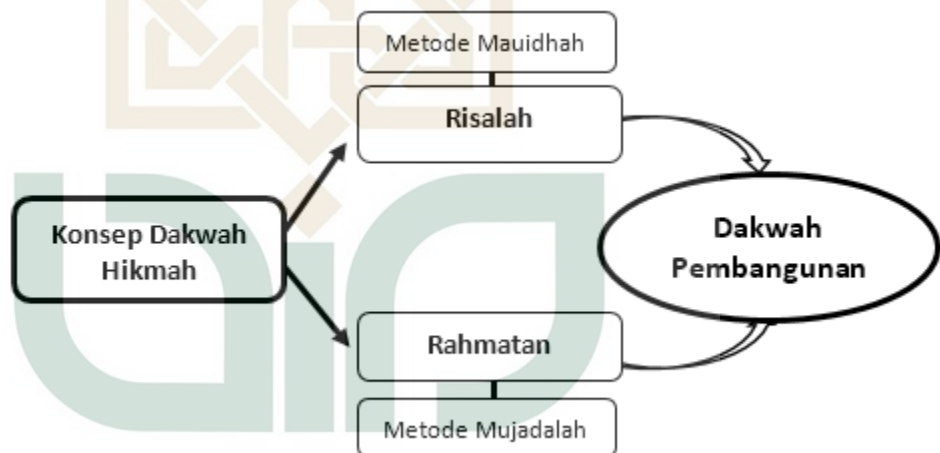 Metode Mauidhah
Risalah
Konsep Dakwah
Hikmah
Dakwah
Pembangunan
Rahmatan
Metode Mujadalah